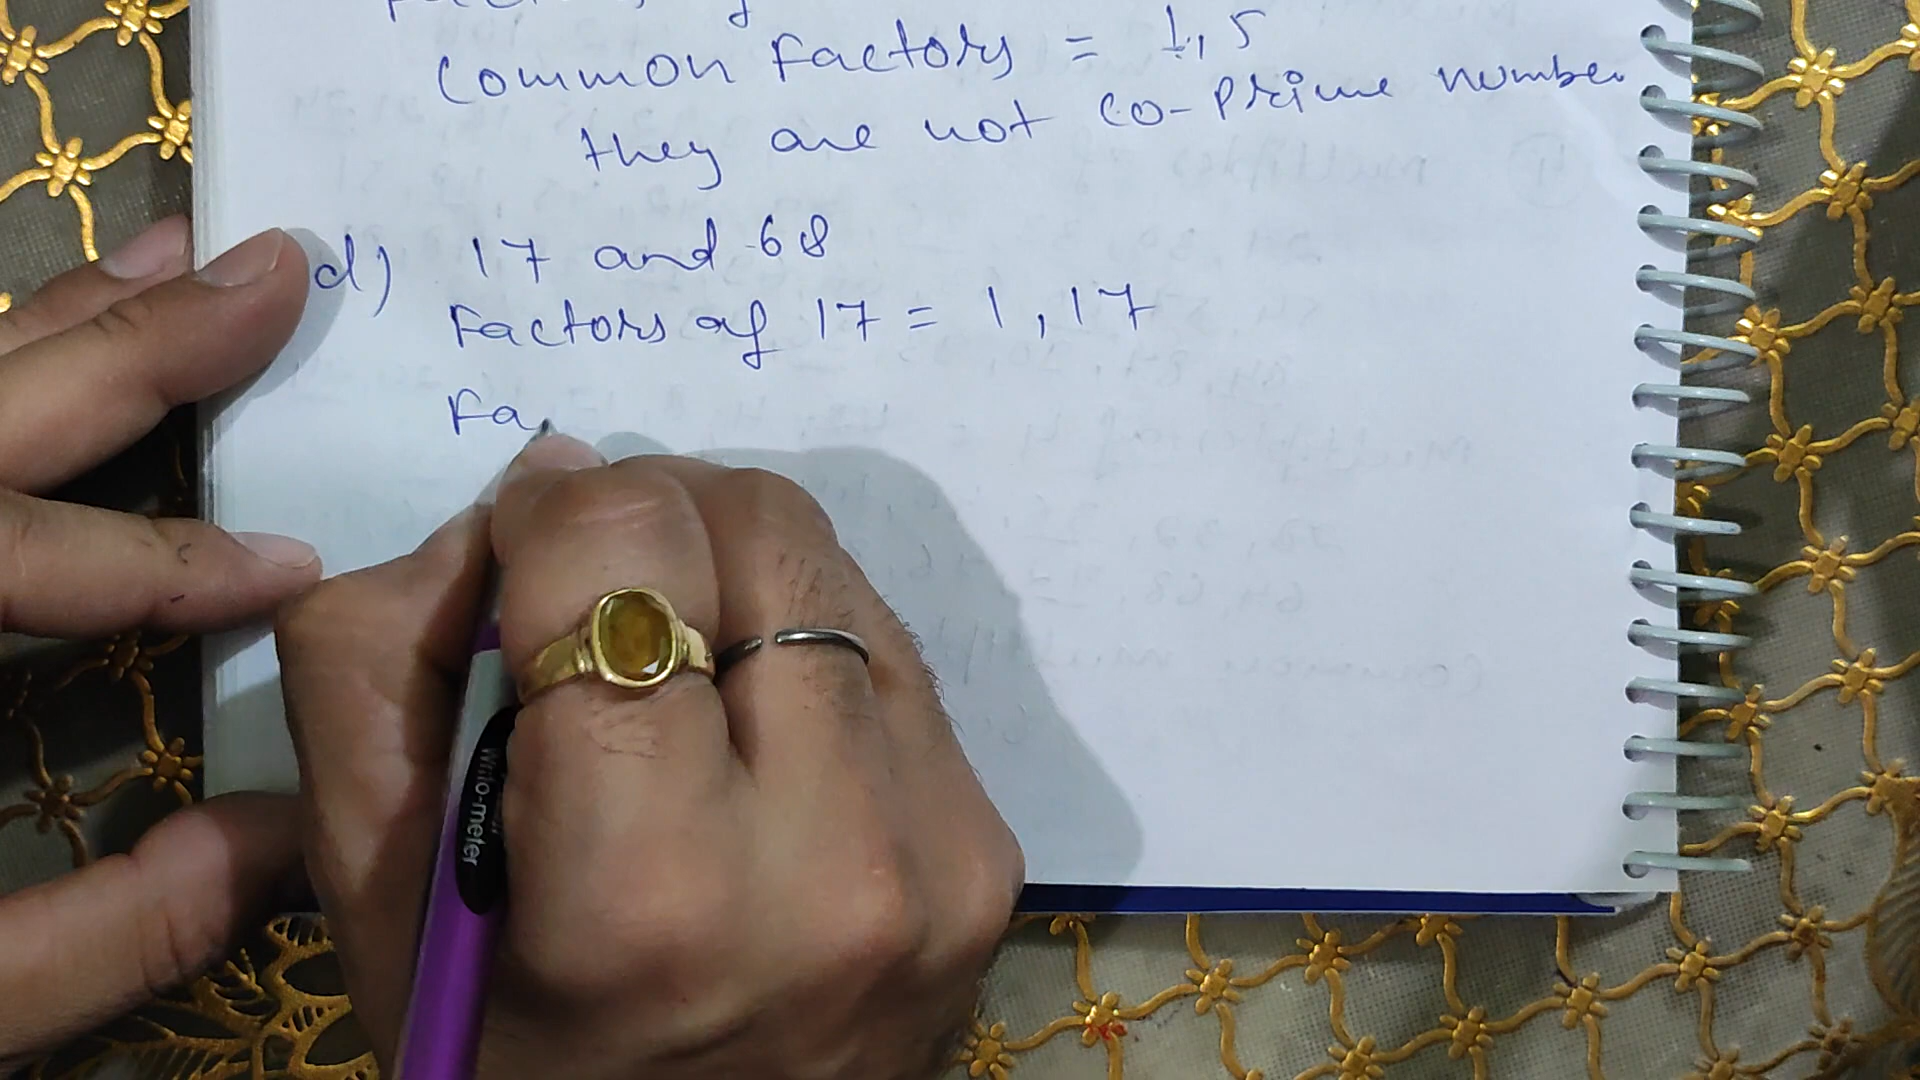 Common Factors = 1, 5
they are not co-prime number
d) 17 and 68
Factors of 17 = 1, 17
Fa
Write-o-meter